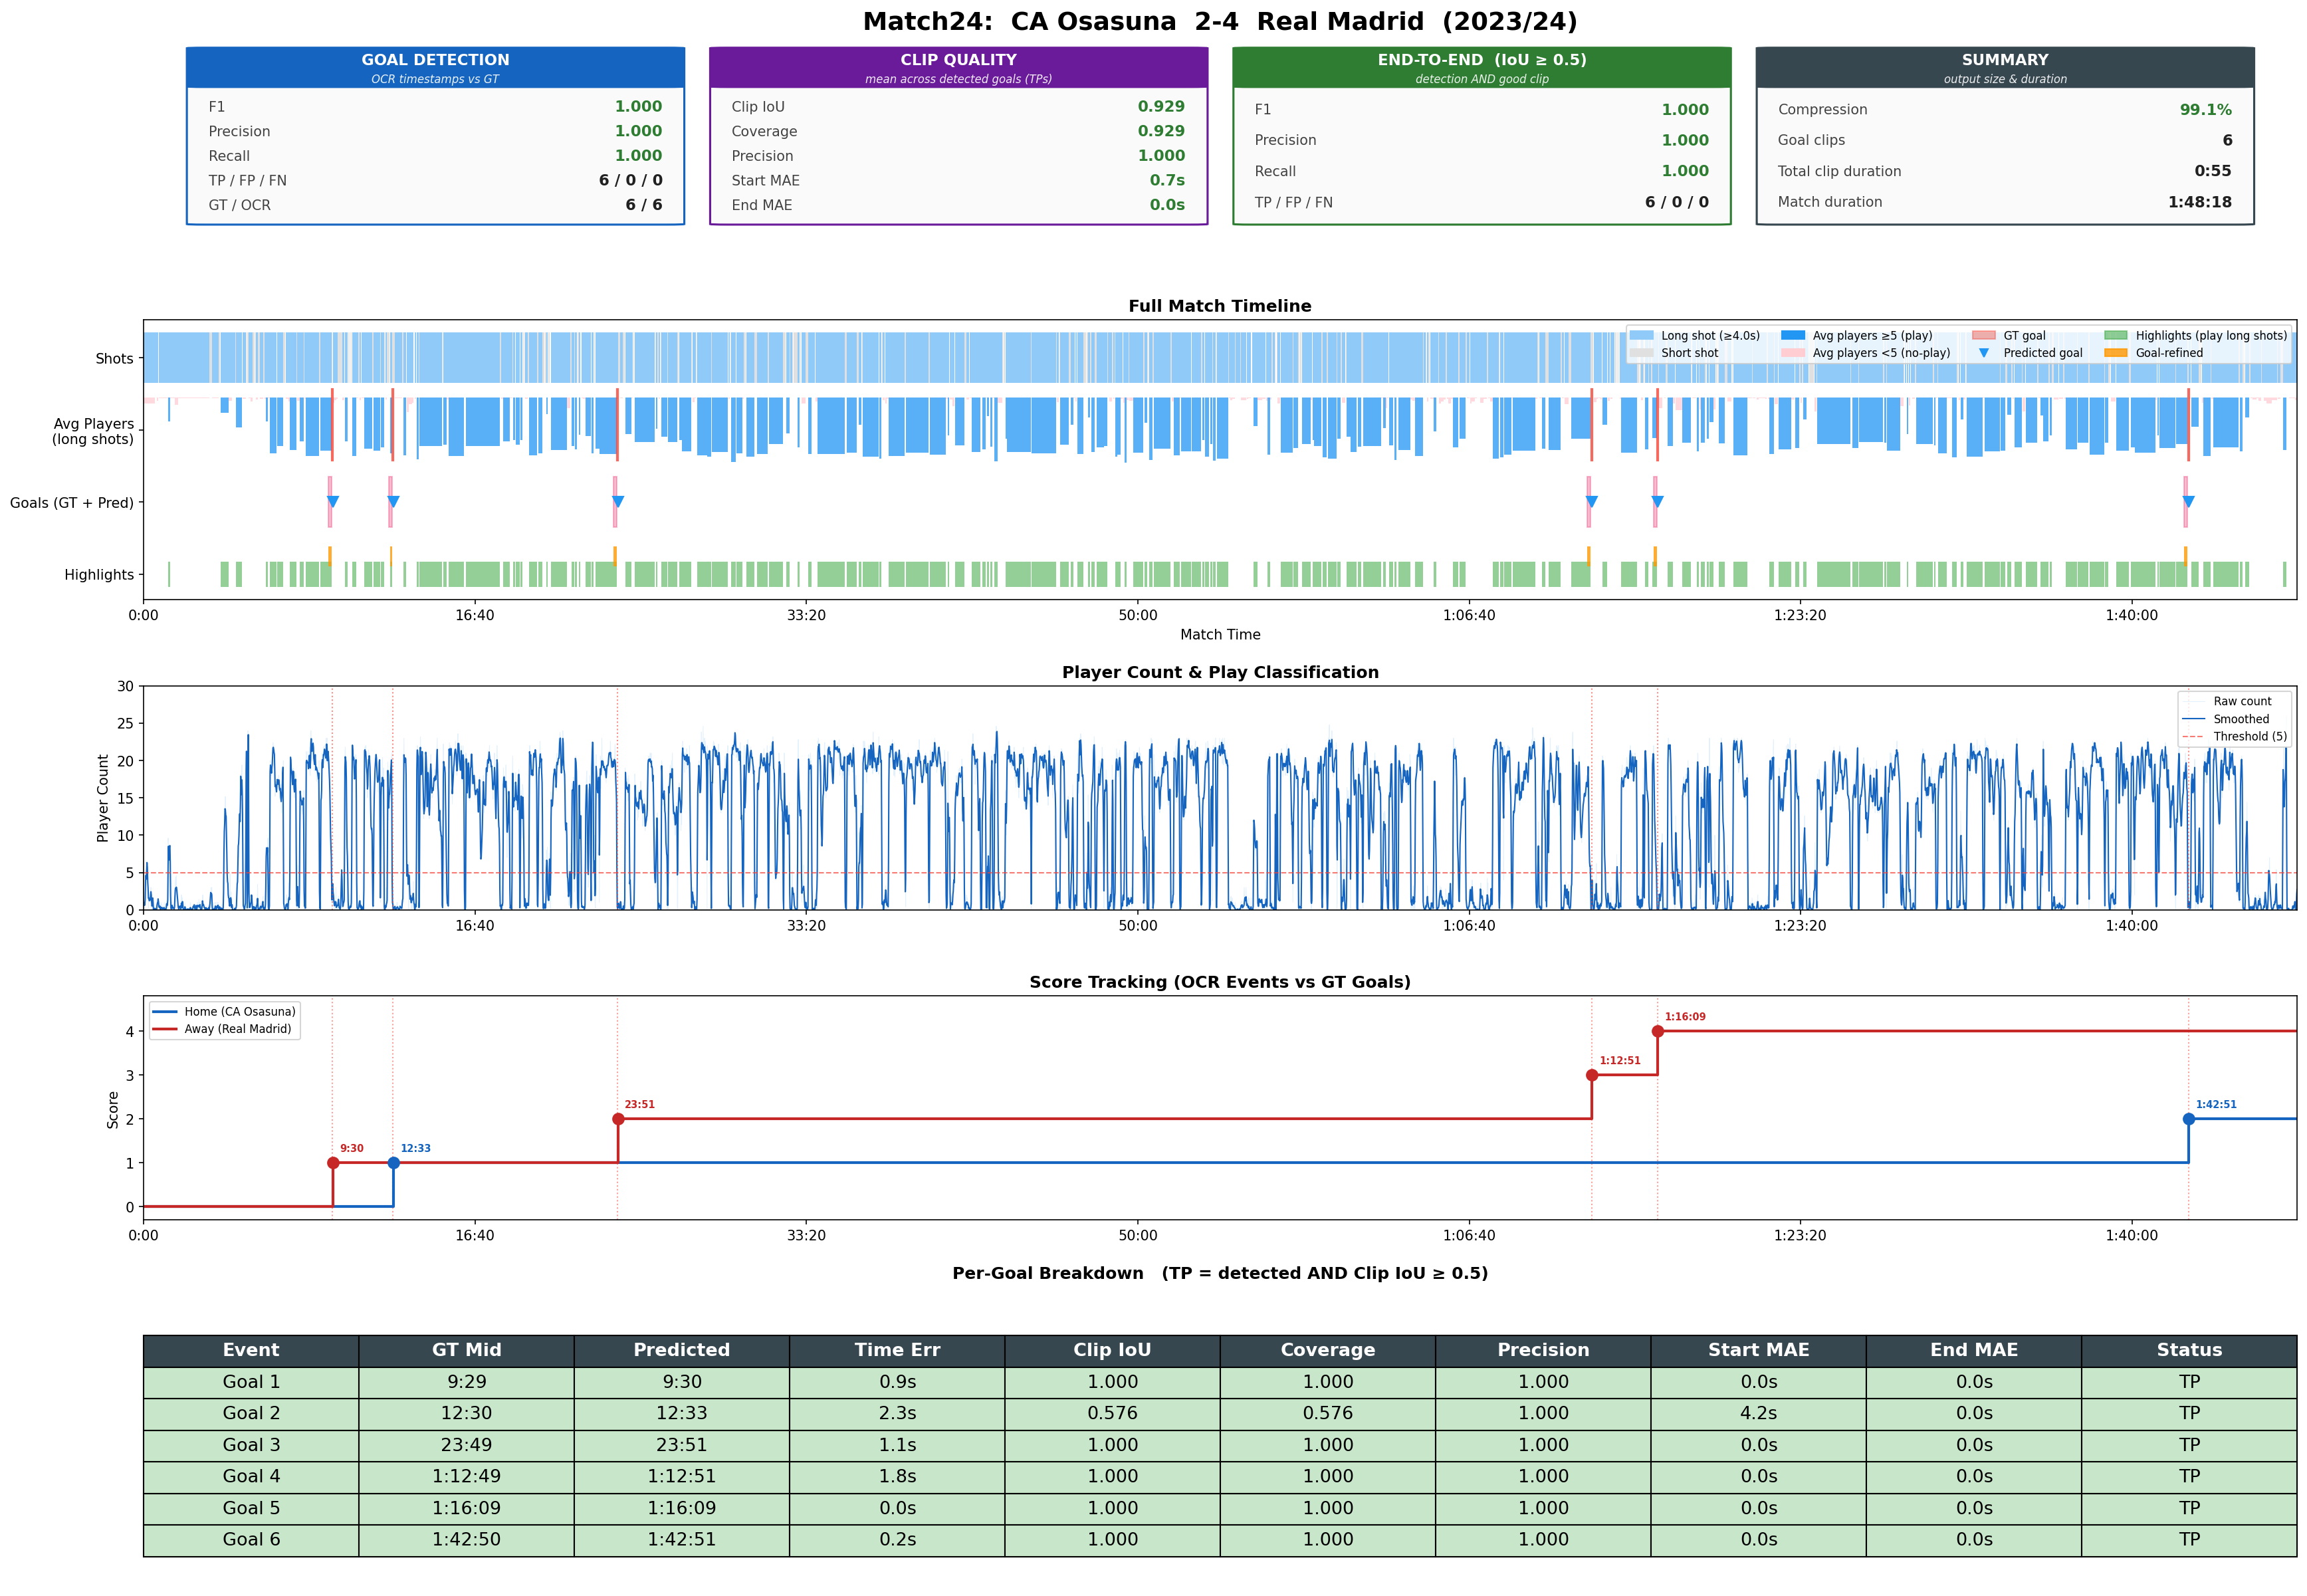 Match24:  CA Osasuna  2-4  Real Madrid  (2023/24)
GOAL DETECTION
OCR timestamps vs GT
F1 1.000
Precision 1.000
Recall 1.000
TP / FP / FN 6 / 0 / 0
GT / OCR 6 / 6
CLIP QUALITY
mean across detected goals (TPs)
Clip IoU 0.929
Coverage 0.929
Precision 1.000
Start MAE 0.7s
End MAE 0.0s
END-TO-END  (IoU ≥ 0.5)
detection AND good clip
F1 1.000
Precision 1.000
Recall 1.000
TP / FP / FN 6 / 0 / 0
SUMMARY
output size & duration
Compression 99.1%
Goal clips 6
Total clip duration 0:55
Match duration 1:48:18
Full Match Timeline
Long shot (≥4.0s)
Short shot
Avg players ≥5 (play)
Avg players <5 (no-play)
GT goal
Predicted goal
Highlights (play long shots)
Goal-refined
Shots
Avg Players
(long shots)
Goals (GT + Pred)
Highlights
0:00 16:40 33:20 50:00 1:06:40 1:23:20 1:40:00
Match Time
Player Count & Play Classification
Raw count
Smoothed
Threshold (5)
Player Count
30
25
20
15
10
5
0
0:00 16:40 33:20 50:00 1:06:40 1:23:20 1:40:00
Score Tracking (OCR Events vs GT Goals)
Home (CA Osasuna)
Away (Real Madrid)
Score
4
3
2
1
0
9:30
12:33
23:51
1:12:51
1:16:09
1:42:51
0:00 16:40 33:20 50:00 1:06:40 1:23:20 1:40:00
Per-Goal Breakdown   (TP = detected AND Clip IoU ≥ 0.5)
Event GT Mid Predicted Time Err Clip IoU Coverage Precision Start MAE End MAE Status
Goal 1 9:29 9:30 0.9s 1.000 1.000 1.000 0.0s 0.0s TP
Goal 2 12:30 12:33 2.3s 0.576 0.576 1.000 4.2s 0.0s TP
Goal 3 23:49 23:51 1.1s 1.000 1.000 1.000 0.0s 0.0s TP
Goal 4 1:12:49 1:12:51 1.8s 1.000 1.000 1.000 0.0s 0.0s TP
Goal 5 1:16:09 1:16:09 0.0s 1.000 1.000 1.000 0.0s 0.0s TP
Goal 6 1:42:50 1:42:51 0.2s 1.000 1.000 1.000 0.0s 0.0s TP